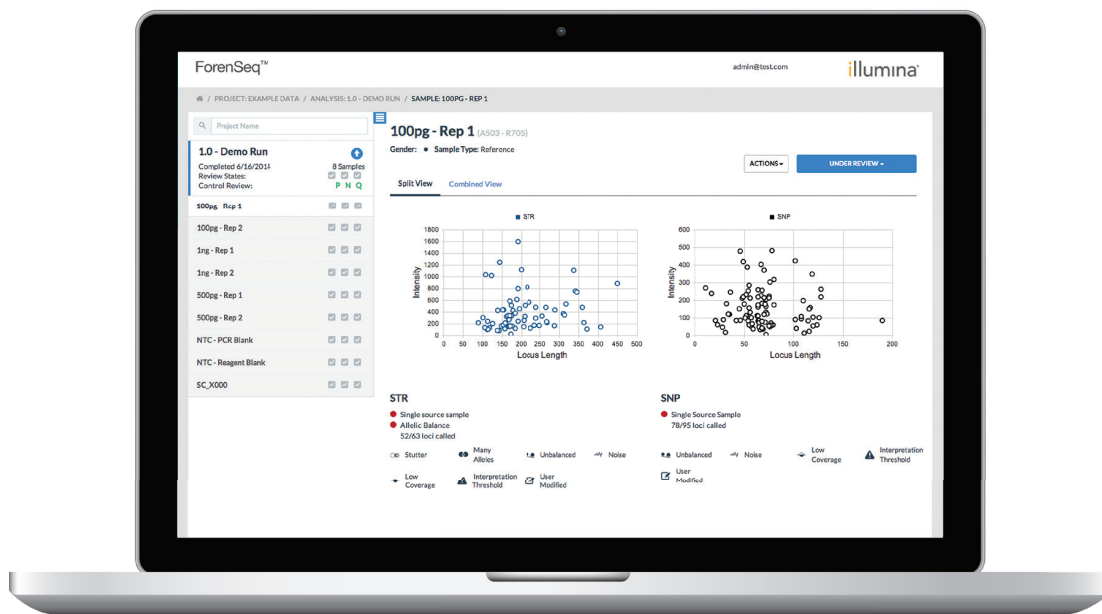 ForenSeq™
admin@test.com
illumina®
/ PROJECT: EXAMPLE DATA / ANALYSIS: 1.0 - DEMO RUN / SAMPLE: 100PG - REP 1
Project Name
1.0 - Demo Run
Completed 6/16/201
8 Samples
Review States:
Control Review:
P N Q
100pg - Rep 1
100pg - Rep 2
1ng - Rep 1
1ng - Rep 2
500pg - Rep 1
500pg - Rep 2
NTC - PCR Blank
NTC - Reagent Blank
SC_X000
100pg - Rep 1 (A503 - R705)
Gender: Sample Type: Reference
ACTIONS
UNDER REVIEW
Split View
Combined View
STR
1800
1600
1400
1200
1000
800
600
400
200
0
Intensity
0 50 100 150 200 250 300 350 400 450 500
Locus Length
SNP
600
500
400
300
200
100
0
Intensity
0 50 100 150 200
Locus Length
STR
Single source sample
Allelic Balance
52/63 loci called
Stutter
Many
Alleles
Unbalanced
Noise
Low
Coverage
Interpretation
Threshold
User
Modified
SNP
Single Source Sample
78/95 loci called
Unbalanced
Noise
Low
Coverage
Interpretation
Threshold
User
Modified